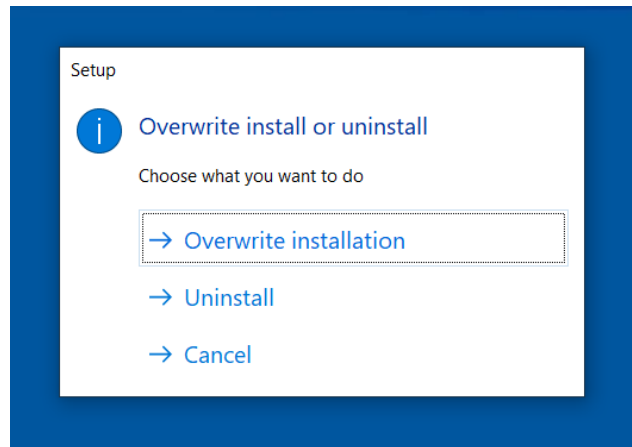 Setup
Overwrite install or uninstall
Choose what you want to do
Overwrite installation
Uninstall
Cancel